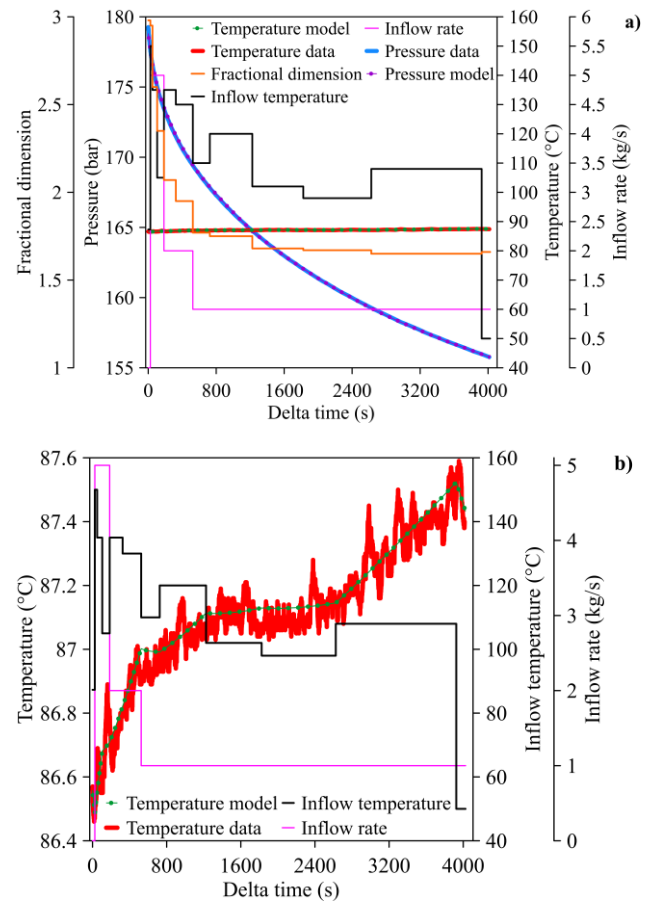 3
180
160
6
a)
Temperature model
Inflow rate
Temperature data
Pressure data
Fractional dimension
Pressure model
Inflow temperature
150
5.5
175
140
5
2.5
130
4.5
170
120
4
110
3.5
2
100
3
165
90
2.5
80
2
1.5
160
70
1.5
60
1
50
0.5
1
155
40
0
Fractional dimension
Pressure (bar)
Temperature (°C)
Inflow rate (kg/s)
0 800 1600 2400 3200 4000
Delta time (s)
87.6
160
5
b)
87.4
140
4
87.2
120
3
87
100
86.8
80
2
86.6
60
1
86.4
40
0
Temperature (°C)
Inflow temperature (°C)
Inflow rate (kg/s)
Temperature model
Inflow temperature
Temperature data
Inflow rate
0 800 1600 2400 3200 4000
Delta time (s)